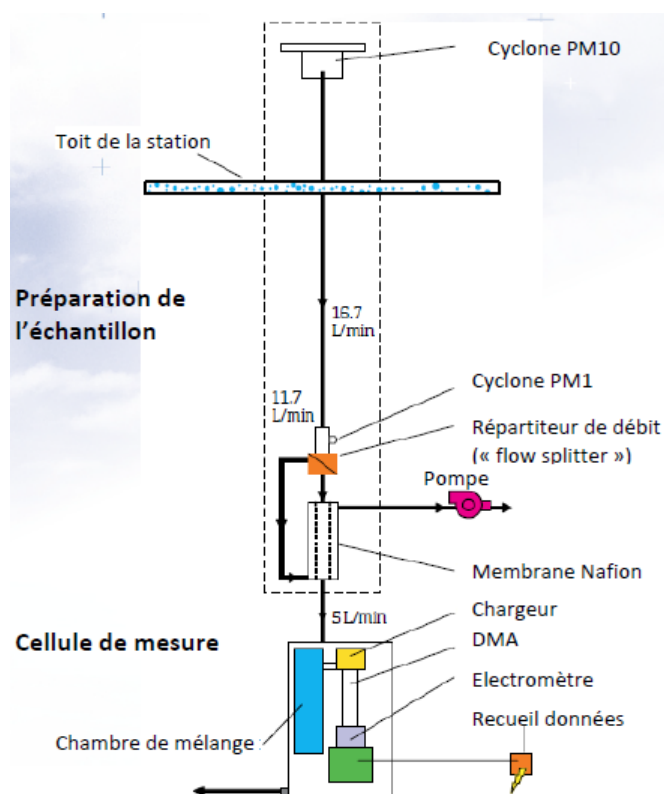 Cyclone PM10
Toit de la station
Préparation de
l’échantillon
16.7
L/min
11.7
L/min
Cyclone PM1
Répartiteur de débit
(« flow splitter »)
Pompe
Membrane Nafion
5 L/min
Cellule de mesure
Chargeur
DMA
Electromètre
Recueil données
Chambre de mélange